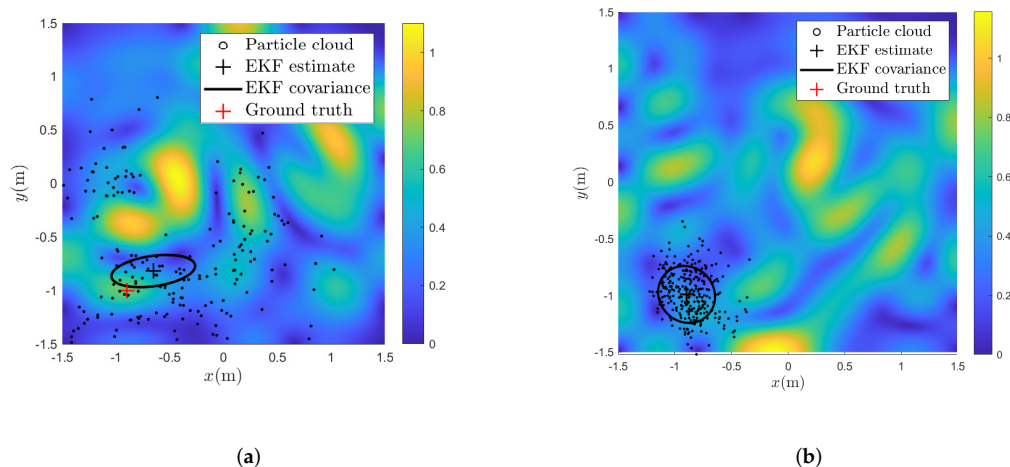 1.5
1
0.5
0
-0.5
-1
-1.5
y(m)
-1.5 -1 -0.5 0 0.5 1 1.5
x(m)
Particle cloud
EKF estimate
EKF covariance
Ground truth
1
0.8
0.6
0.4
0.2
0
(a)
1.5
1
0.5
0
-0.5
-1
-1.5
y(m)
-1.5 -1 -0.5 0 0.5 1 1.5
x(m)
Particle cloud
EKF estimate
EKF covariance
Ground truth
1
0.8
0.6
0.4
0.2
0
(b)